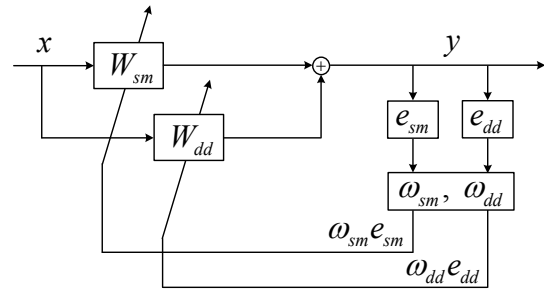 x
y
W_sm
+
W_dd
e_sm e_dd
ω_sm, ω_dd
ω_sm e_sm
ω_dd e_dd